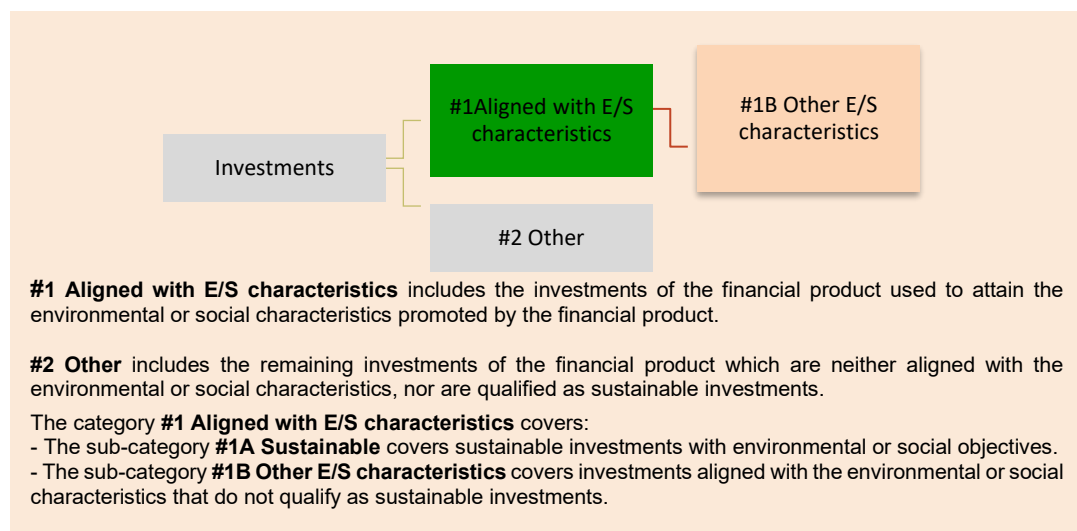 #1Aligned with E/S
characteristics
#1B Other E/S
characteristics
Investments
#2 Other
#1 Aligned with E/S characteristics includes the investments of the financial product used to attain the
environmental or social characteristics promoted by the financial product.
#2 Other includes the remaining investments of the financial product which are neither aligned with the
environmental or social characteristics, nor are qualified as sustainable investments.
The category #1 Aligned with E/S characteristics covers:
- The sub-category #1A Sustainable covers sustainable investments with environmental or social objectives.
- The sub-category #1B Other E/S characteristics covers investments aligned with the environmental or social
characteristics that do not qualify as sustainable investments.